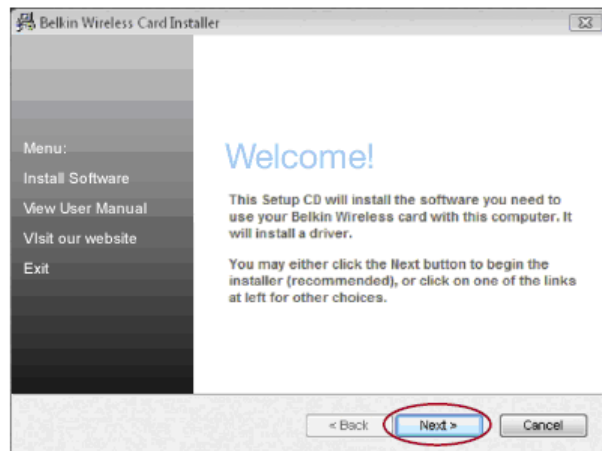 Belkin Wireless Card Installer
Menu:
Install Software
View User Manual
VIsit our website
Exit
Welcome!
This Setup CD will install the software you need to
use your Belkin Wireless card with this computer. It
will install a driver.
You may either click the Next button to begin the
installer (recommended), or click on one of the links
at left for other choices.
< Back Next > Cancel